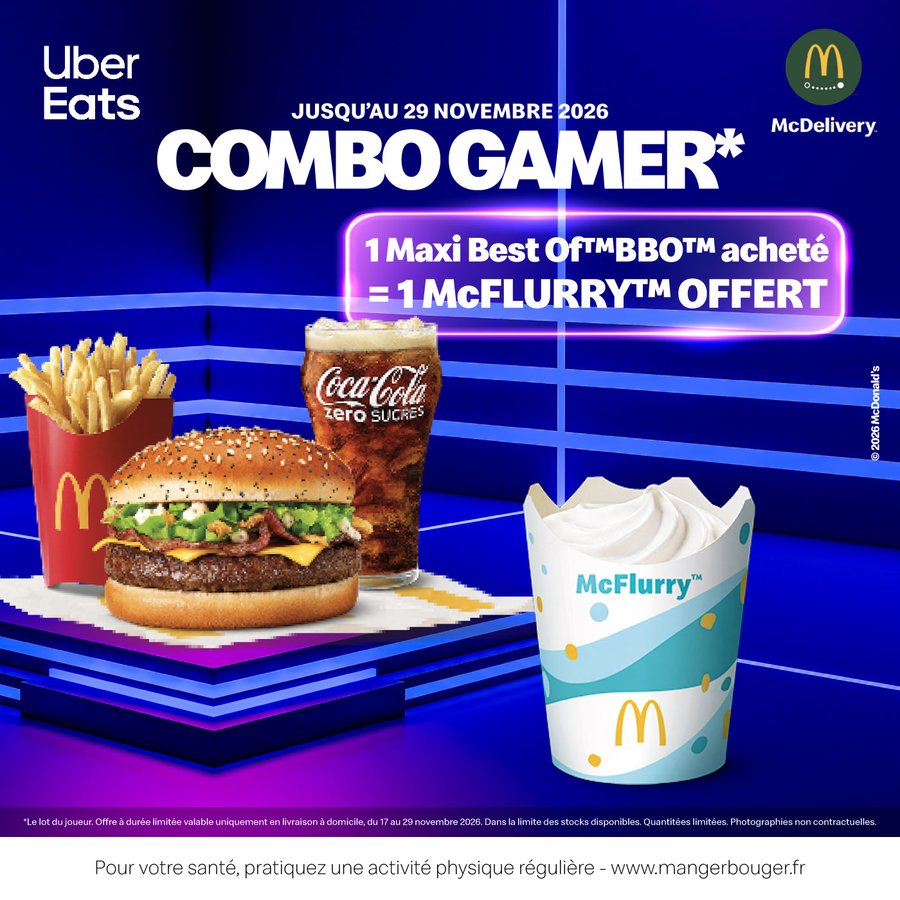 Uber
Eats
McDelivery
JUSQU'AU 29 NOVEMBRE 2026
COMBO GAMER*
1 Maxi Best Of™BBO™ acheté
= 1 McFLURRY™ OFFERT
Coca-Cola
zero SUCRES
© 2026 McDonald's
McFlurry™
*Le lot du joueur. Offre à durée limitée valable uniquement en livraison à domicile, du 17 au 29 novembre 2026. Dans la limite des stocks disponibles. Quantitées limitées. Photographies non contractuelles.
Pour votre santé, pratiquez une activité physique régulière - www.mangerbouger.fr